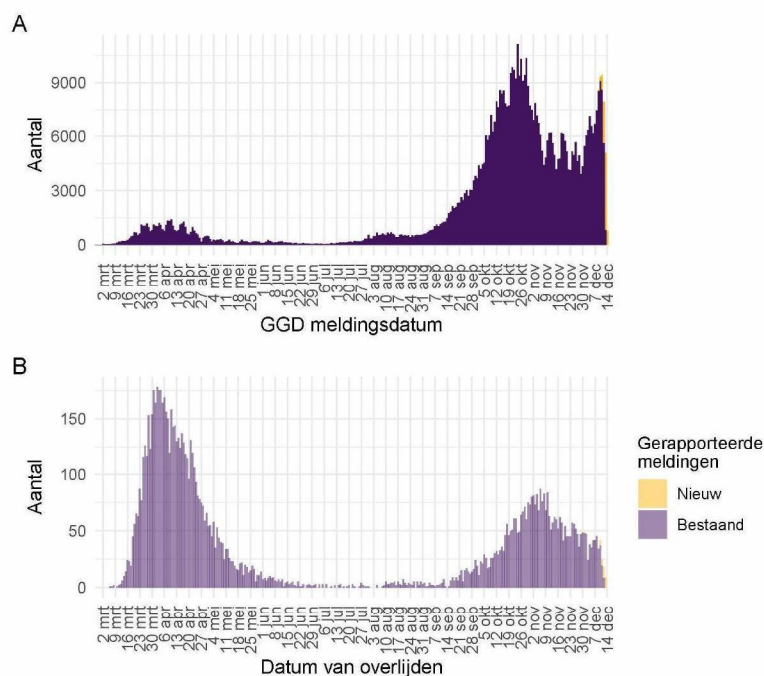 A
Aantal
9000
6000
3000
0
2 mrt
9 mrt
16 mrt
23 mrt
30 mrt
6 apr
13 apr
20 apr
27 apr
4 mei
11 mei
18 mei
25 mei
1 jun
8 jun
15 jun
22 jun
29 jun
6 jul
13 jul
20 jul
27 jul
3 aug
10 aug
17 aug
24 aug
31 aug
7 sep
14 sep
21 sep
28 sep
5 okt
12 okt
19 okt
26 okt
2 nov
9 nov
16 nov
23 nov
30 nov
7 dec
14 dec
GGD meldingsdatum
B
Aantal
150
100
50
0
2 mrt
9 mrt
16 mrt
23 mrt
30 mrt
6 apr
13 apr
20 apr
27 apr
4 mei
11 mei
18 mei
25 mei
1 jun
8 jun
15 jun
22 jun
29 jun
6 jul
13 jul
20 jul
27 jul
3 aug
10 aug
17 aug
24 aug
31 aug
7 sep
14 sep
21 sep
28 sep
5 okt
12 okt
19 okt
26 okt
2 nov
9 nov
16 nov
23 nov
30 nov
7 dec
14 dec
Datum van overlijden
Gerapporteerde
meldingen
Nieuw
Bestaand